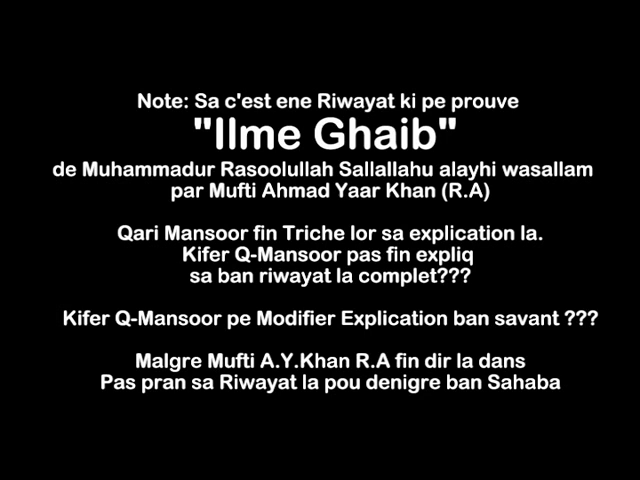 Note: Sa c'est ene Riwayat ki pe prouve
"Ilme Ghaib"
de Muhammadur Rasoolullah Sallallahu alayhi wasallam
par Mufti Ahmad Yaar Khan (R.A)
Qari Mansoor fin Triche lor sa explication la.
Kifer Q-Mansoor pas fin expliq
sa ban riwayat la complet???
Kifer Q-Mansoor pe Modifier Explication ban savant ???
Malgre Mufti A.Y.Khan R.A fin dir la dans
Pas pran sa Riwayat la pou denigre ban Sahaba